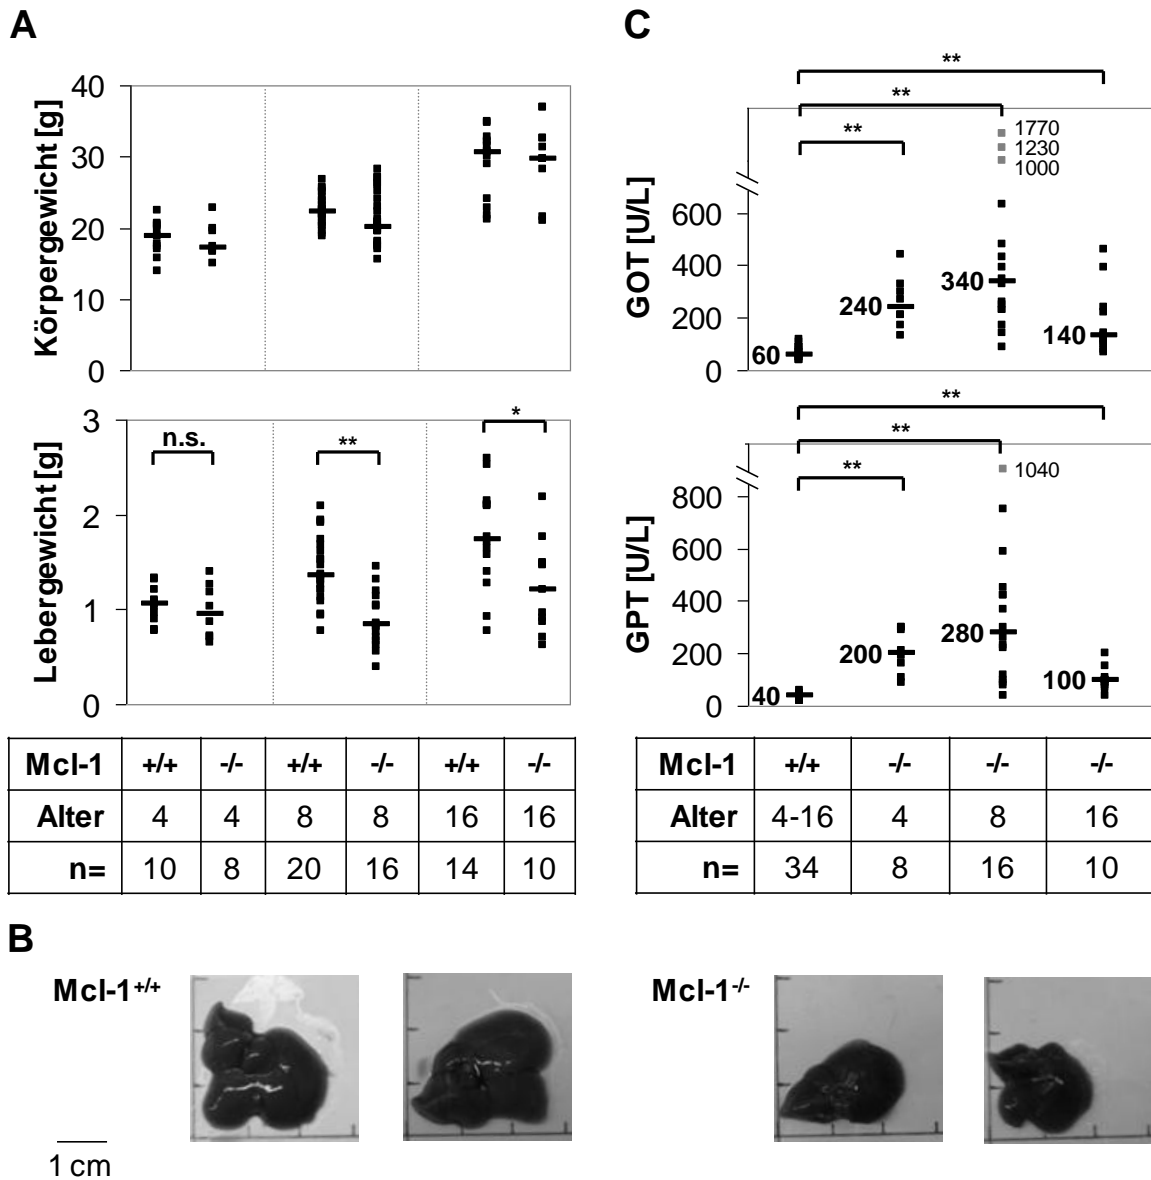 A
Körpergewicht [g]
40
30
20
10
0
Lebergewicht [g]
3
2
1
0
n.s.
**
*
Mcl-1 +/+ -/- +/+ -/- +/+ -/-
Alter 4 4 8 8 16 16
n= 10 8 20 16 14 10
C
**
**
**
GOT [U/L]
1770
1230
1000
600
400
200
0
60
240
340
140
**
**
**
GPT [U/L]
1040
800
600
400
200
0
40
200
280
100
Mcl-1 +/+ -/- -/- -/-
Alter 4-16 4 8 16
n= 34 8 16 10
B
Mcl-1+/+
Mcl-1-/-
1 cm